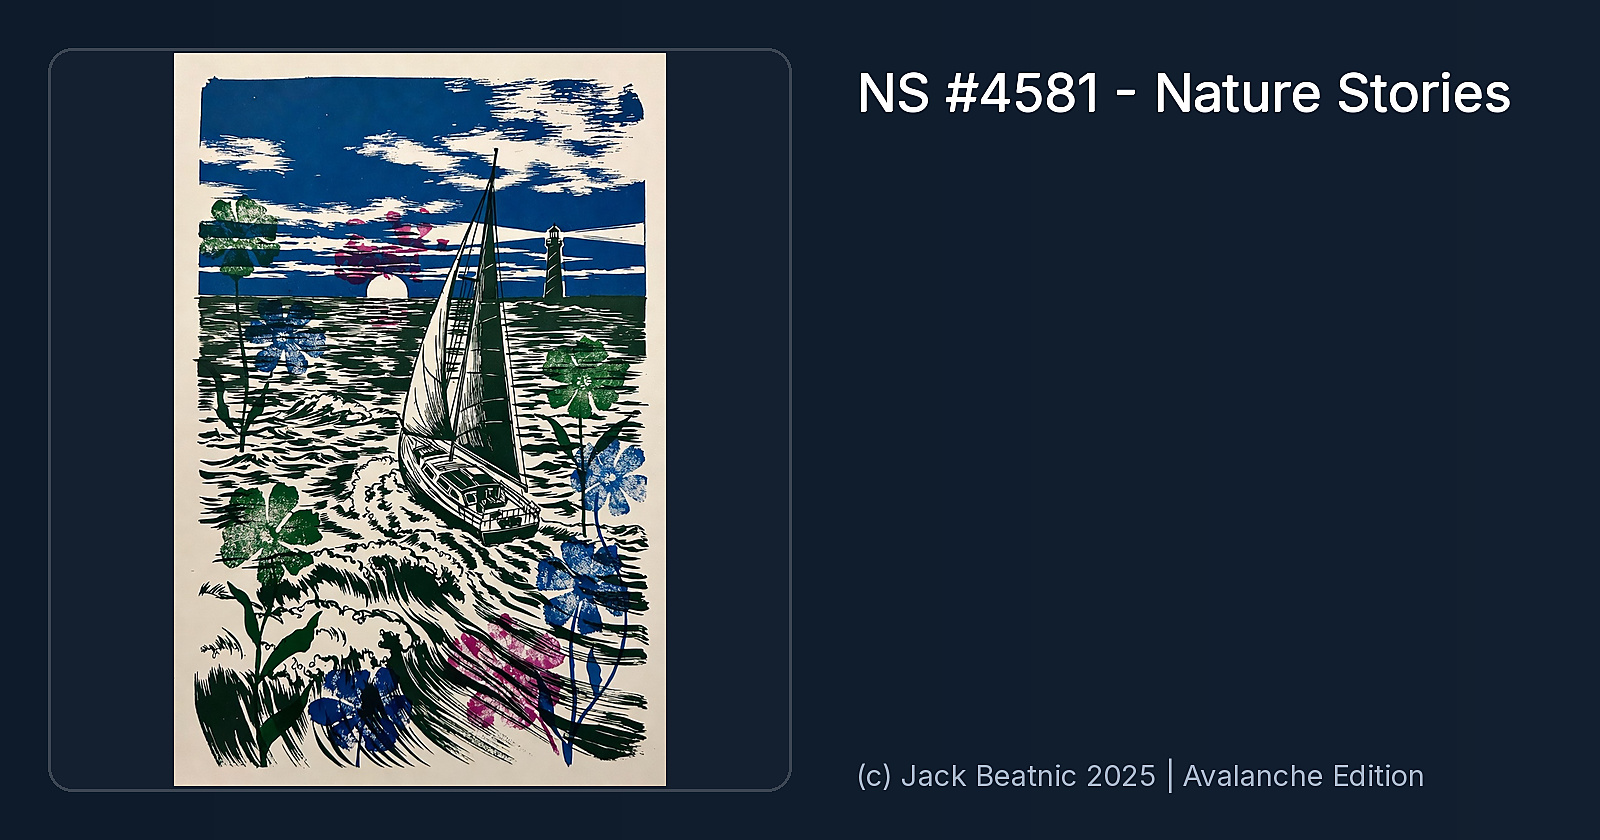 NS #4581 - Nature Stories
(c) Jack Beatnic 2025 | Avalanche Edition